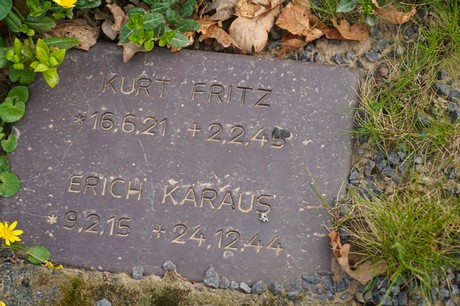 KURT FRITZ
*16.6.21 +2.2.45
ERICH KARAUS
*9.2.15 +24.12.44